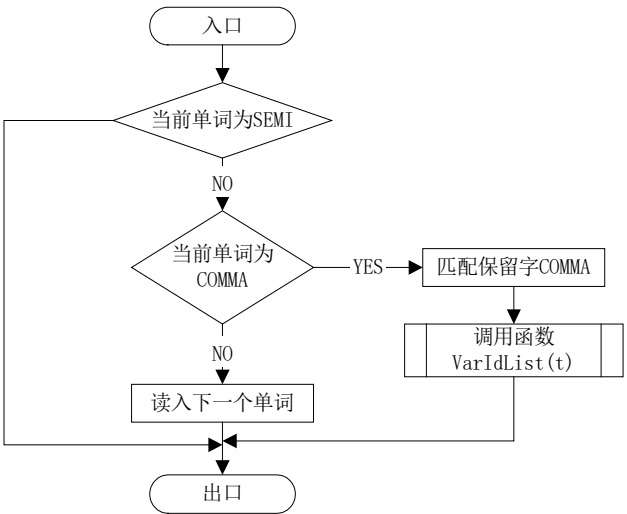 入口
当前单词为SEMI
NO
当前单词为
COMMA
YES
匹配保留字COMMA
调用函数
VarIdList(t)
NO
读入下一个单词
出口